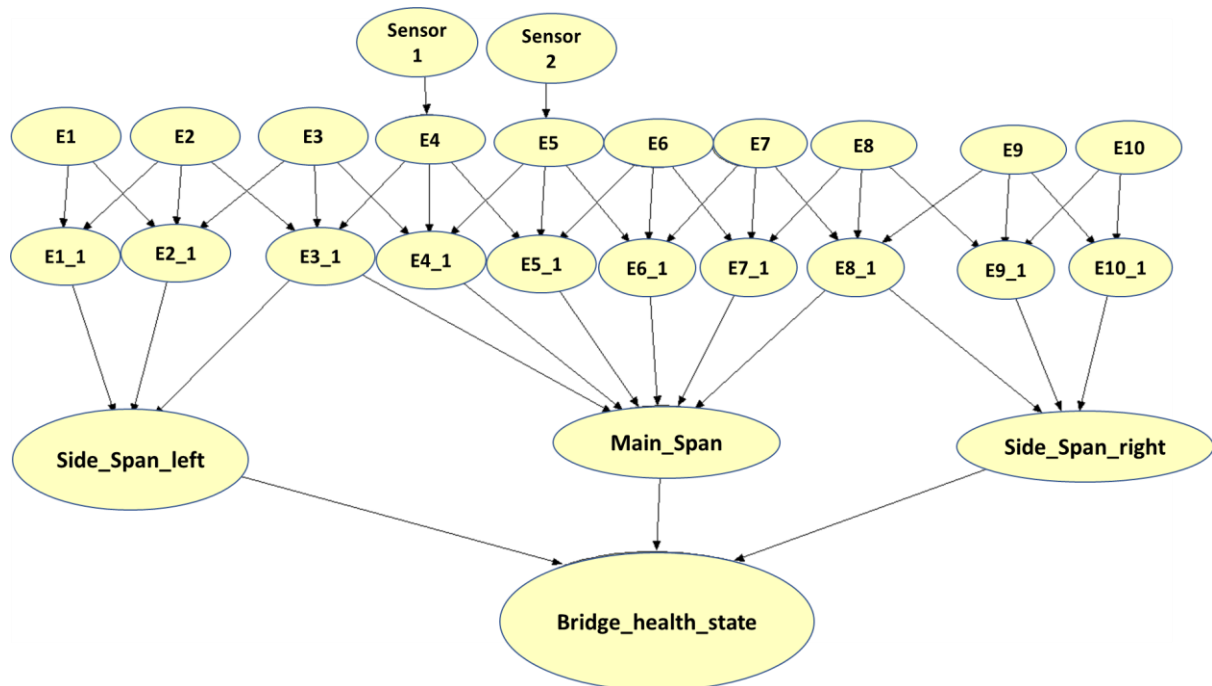 Sensor
1
Sensor
2
E1
E2
E3
E4
E5
E6
E7
E8
E9
E10
E1_1
E2_1
E3_1
E4_1
E5_1
E6_1
E7_1
E8_1
E9_1
E10_1
Side_Span_left
Main_Span
Side_Span_right
Bridge_health_state